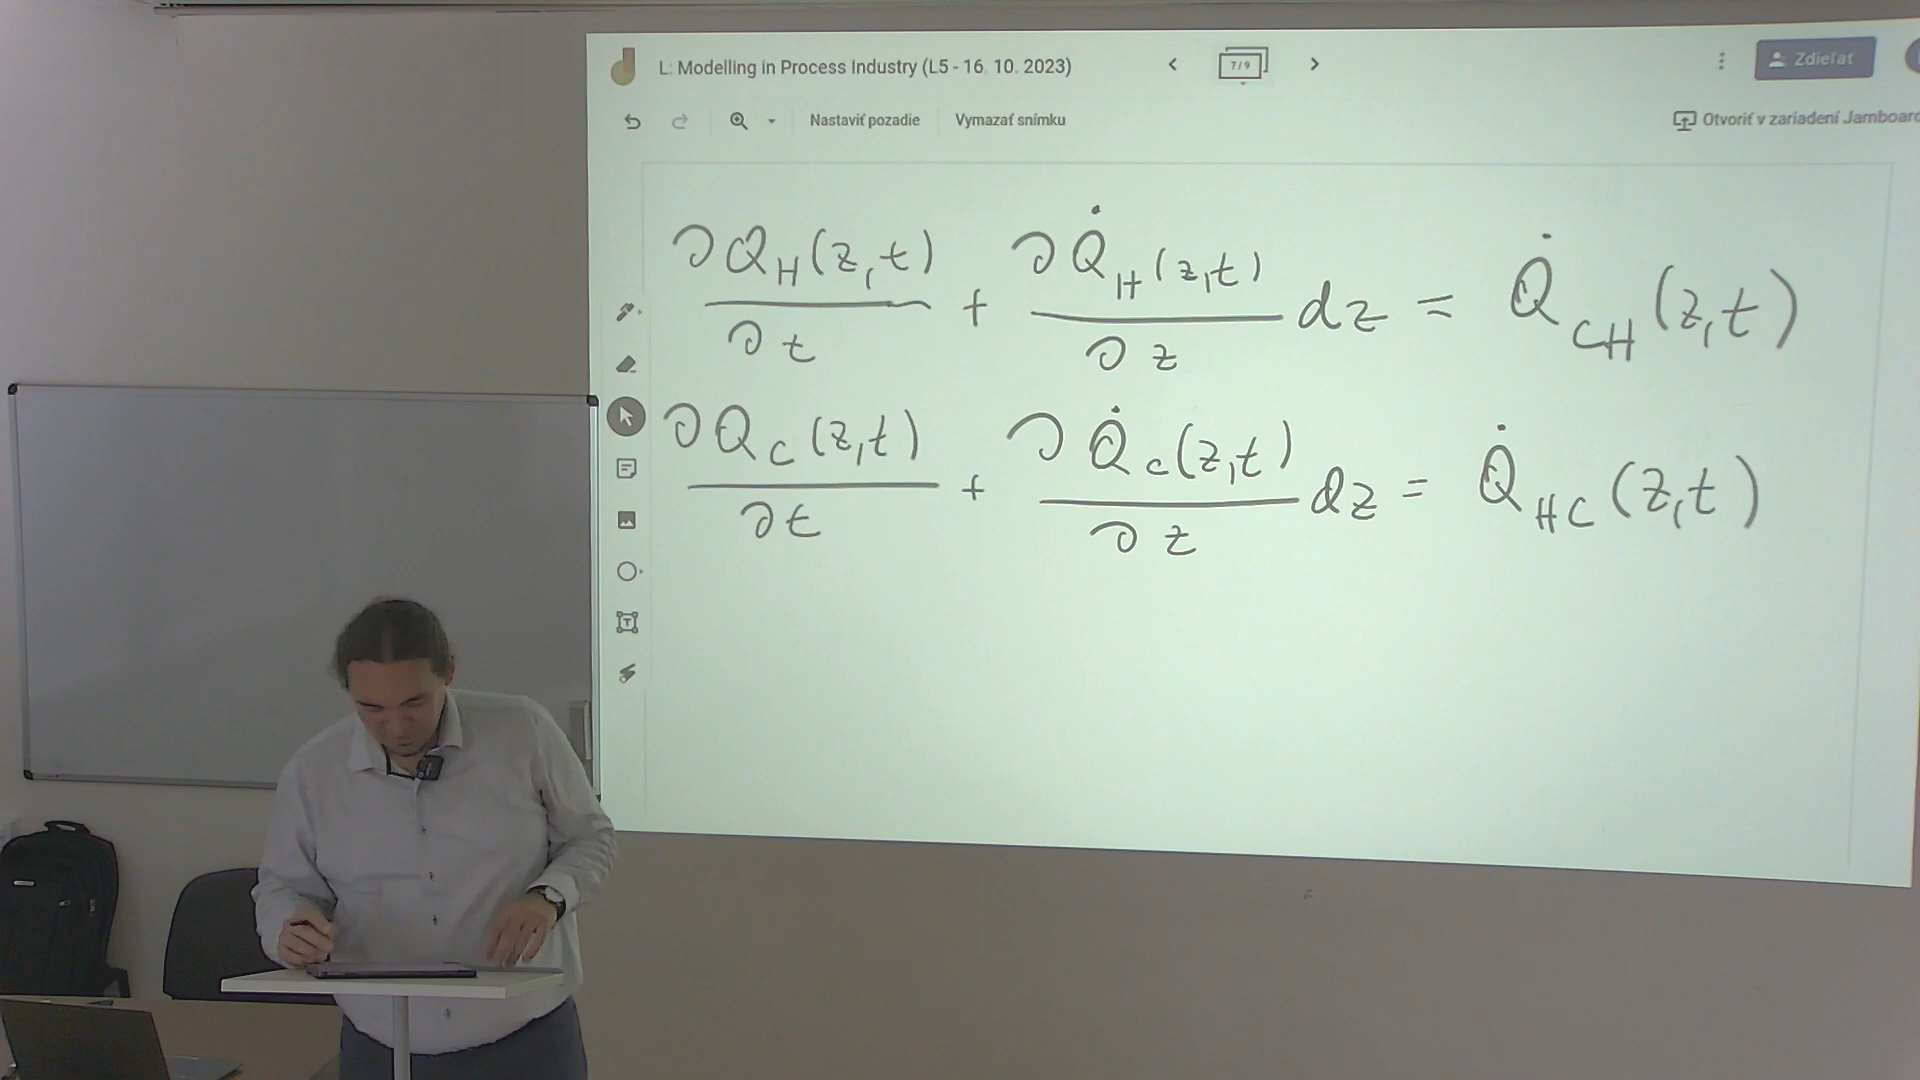 L: Modelling in Process Industry (L5 - 16. 10. 2023)
7/9
Zdieľať
Nastaviť pozadie
Vymazať snímku
Otvoriť v zariadení Jamboard
∂Q_H(z,t)/∂t + ∂Q̇_H(z,t)/∂z dz = Q̇_CH(z,t)
∂Q_C(z,t)/∂t + ∂Q̇_C(z,t)/∂z dz = Q̇_HC(z,t)